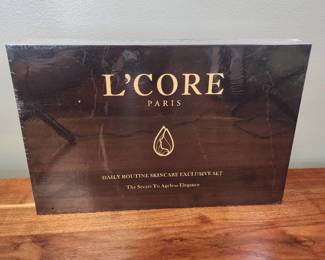 L'CORE
PARIS
DAILY ROUTINE SKINCARE EXCLUSIVE SET
The Secret To Ageless Elegance